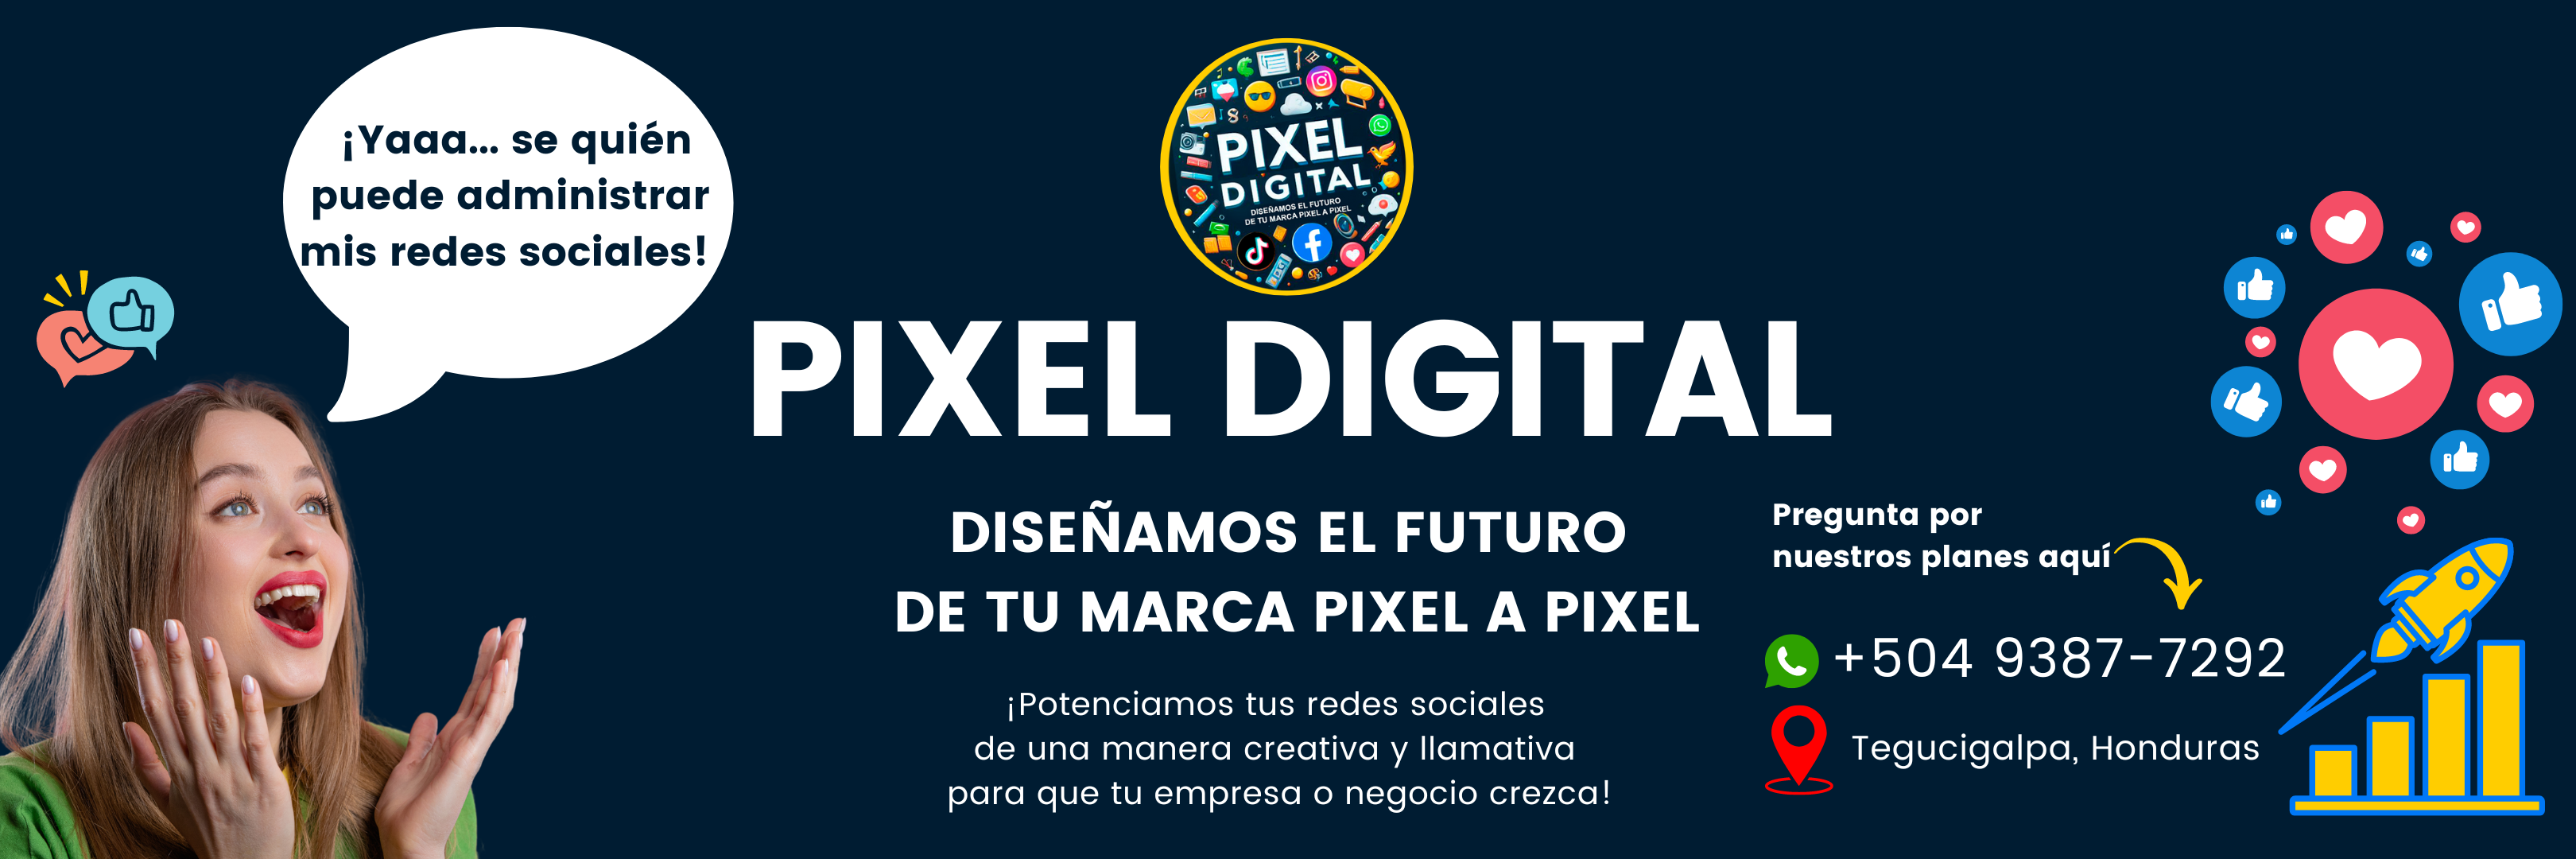 ¡Yaaa... se quién
puede administrar
mis redes sociales!
PIXEL
DIGITAL
DISEÑAMOS EL FUTURO
DE TU MARCA PIXEL A PIXEL
PIXEL DIGITAL
DISEÑAMOS EL FUTURO
DE TU MARCA PIXEL A PIXEL
¡Potenciamos tus redes sociales
de una manera creativa y llamativa
para que tu empresa o negocio crezca!
Pregunta por
nuestros planes aquí
+504 9387-7292
Tegucigalpa, Honduras